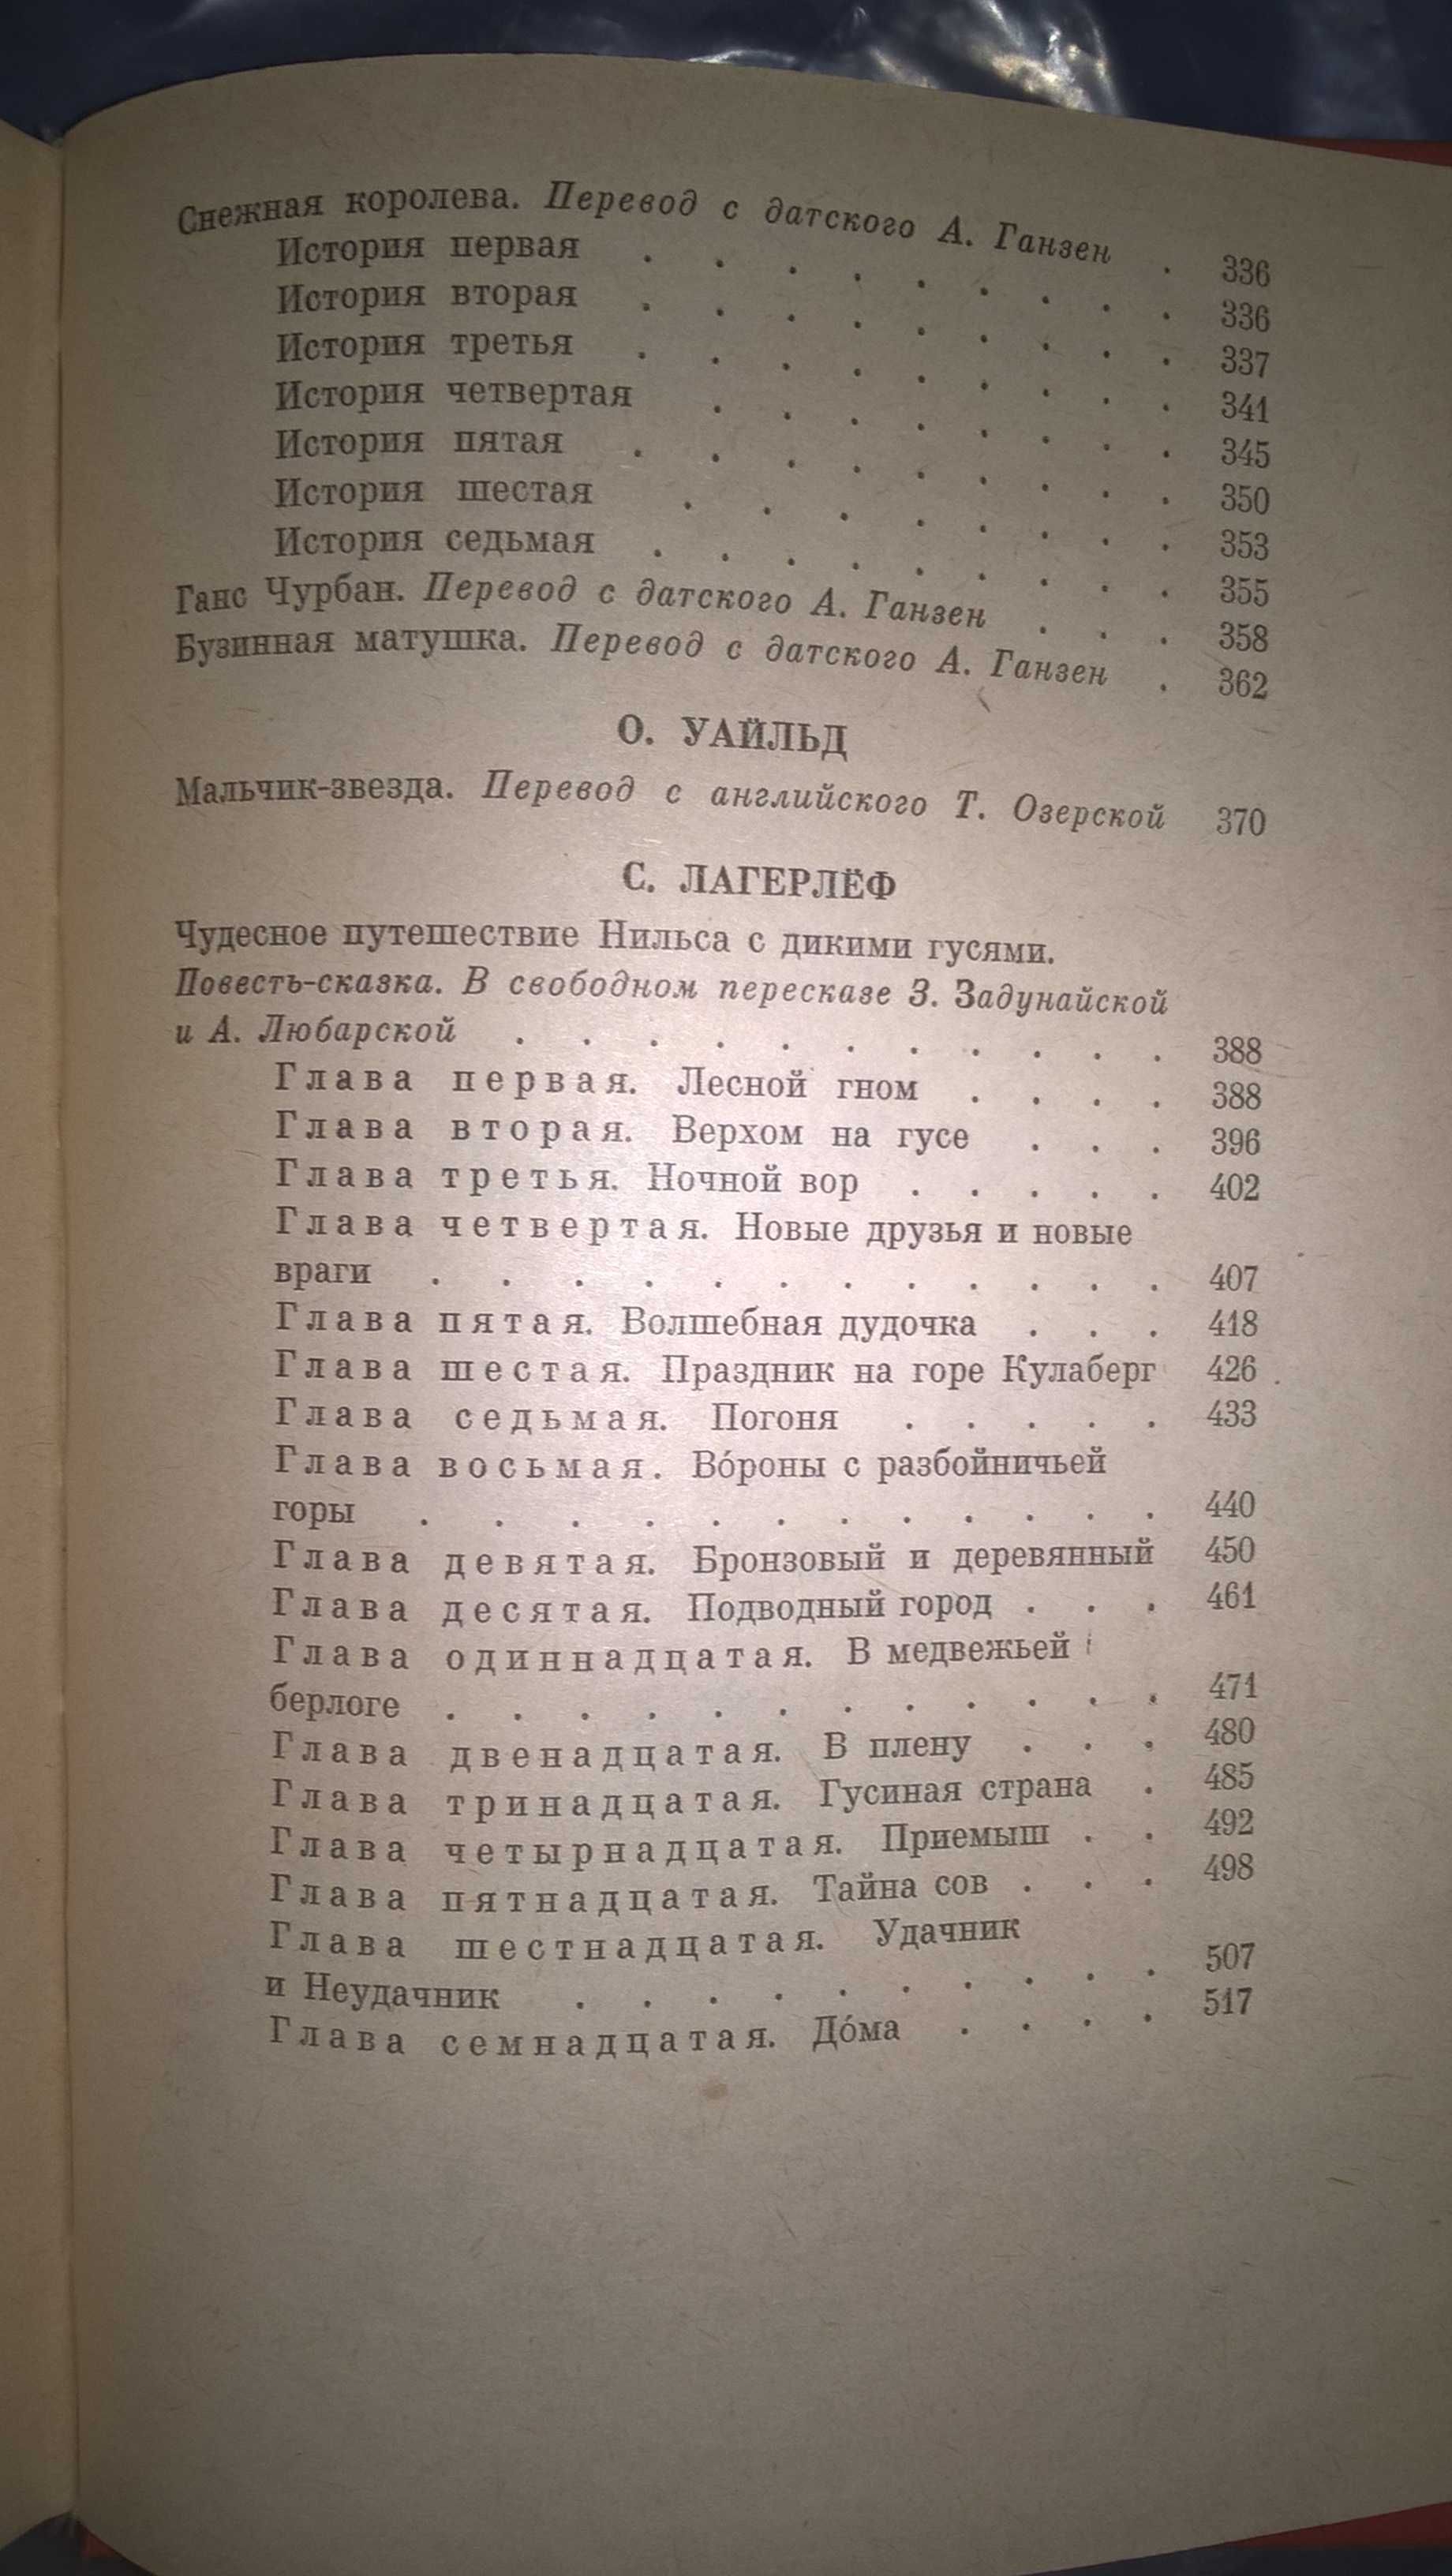 Снежная королева. Перевод с датского А. Ганзен . 336
История первая . . . . . . . . . 336
История вторая . . . . . . . . . 337
История третья . . . . . . . . . 341
История четвертая . . . . . . . . 345
История пятая . . . . . . . . . 350
История шестая . . . . . . . . 353
История седьмая . . . . . . . . . 355
Ганс Чурбан. Перевод с датского А. Ганзен . . . 358
Бузинная матушка. Перевод с датского А. Ганзен . 362
О. УАЙЛЬД
Мальчик-звезда. Перевод с английского Т. Озерской 370
С. ЛАГЕРЛЁФ
Чудесное путешествие Нильса с дикими гусями.
Повесть-сказка. В свободном пересказе З. Задунайской
и А. Любарской . . . . . . . . . . . 388
Глава первая. Лесной гном . . . . 388
Глава вторая. Верхом на гусе . . . 396
Глава третья. Ночной вор . . . . . 402
Глава четвертая. Новые друзья и новые
враги . . . . . . . . . . . . 407
Глава пятая. Волшебная дудочка . . . 418
Глава шестая. Праздник на горе Кулаберг 426
Глава седьмая. Погоня . . . . . 433
Глава восьмая. Во́роны с разбойничьей
горы . . . . . . . . . . . . 440
Глава девятая. Бронзовый и деревянный 450
Глава десятая. Подводный город . . . 461
Глава одиннадцатая. В медвежьей
берлоге . . . . . . . . . . . . 471
Глава двенадцатая. В плену . . . 480
Глава тринадцатая. Гусиная страна . 485
Глава четырнадцатая. Приемыш . . 492
Глава пятнадцатая. Тайна сов . . . 498
Глава шестнадцатая. Удачник
и Неудачник . . . . . . . . . . 507
Глава семнадцатая. До́ма . . . . 517